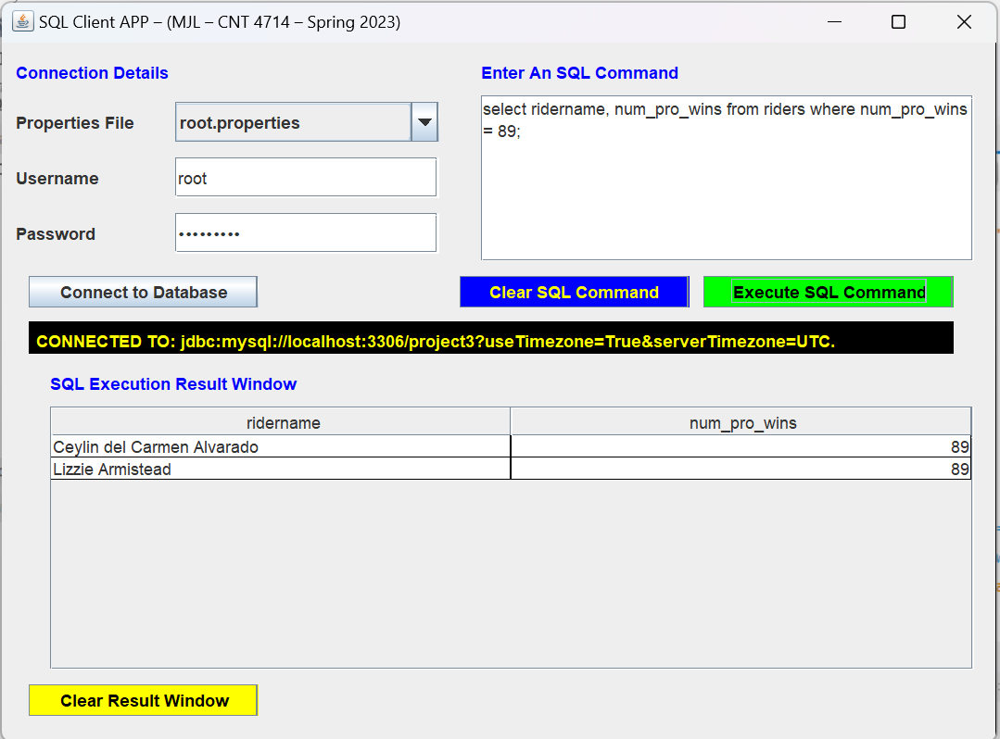 SQL Client APP – (MJL – CNT 4714 – Spring 2023)
Connection Details
Enter An SQL Command
Properties File
root.properties
select ridername, num_pro_wins from riders where num_pro_wins
= 89;
Username
root
Password
•••••••••
Connect to Database
Clear SQL Command
Execute SQL Command
CONNECTED TO: jdbc:mysql://localhost:3306/project3?useTimezone=True&serverTimezone=UTC.
SQL Execution Result Window
ridername num_pro_wins
Ceylin del Carmen Alvarado 89
Lizzie Armistead 89
Clear Result Window